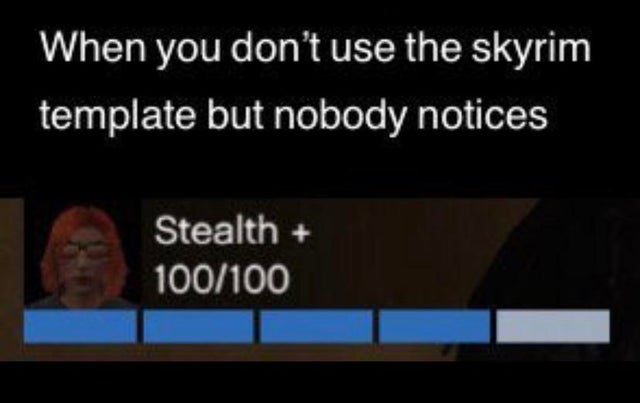 When you don't use the skyrim
template but nobody notices
Stealth +
100/100